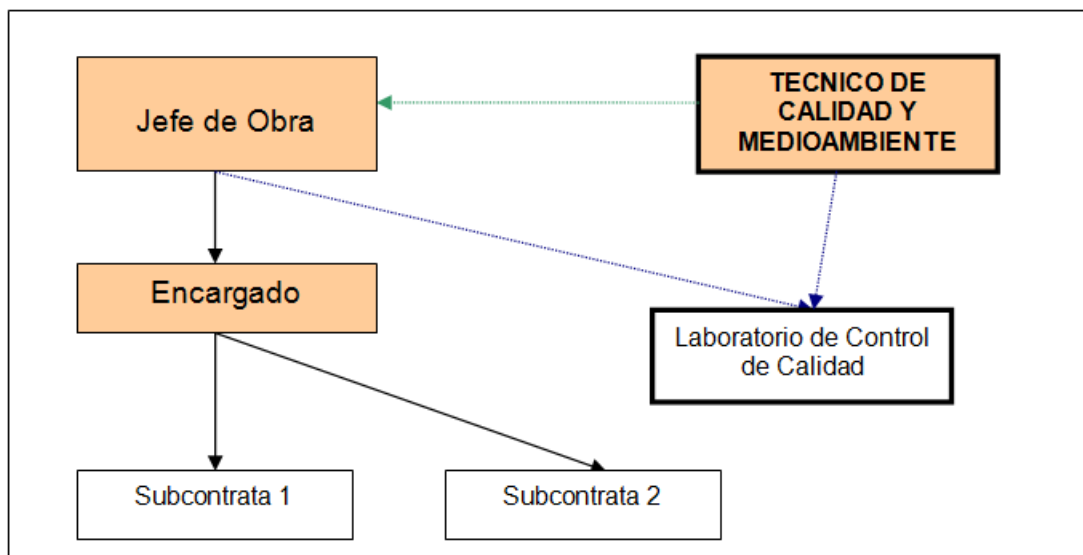 Jefe de Obra
TECNICO DE
CALIDAD Y
MEDIOAMBIENTE
Encargado
Laboratorio de Control
de Calidad
Subcontrata 1
Subcontrata 2